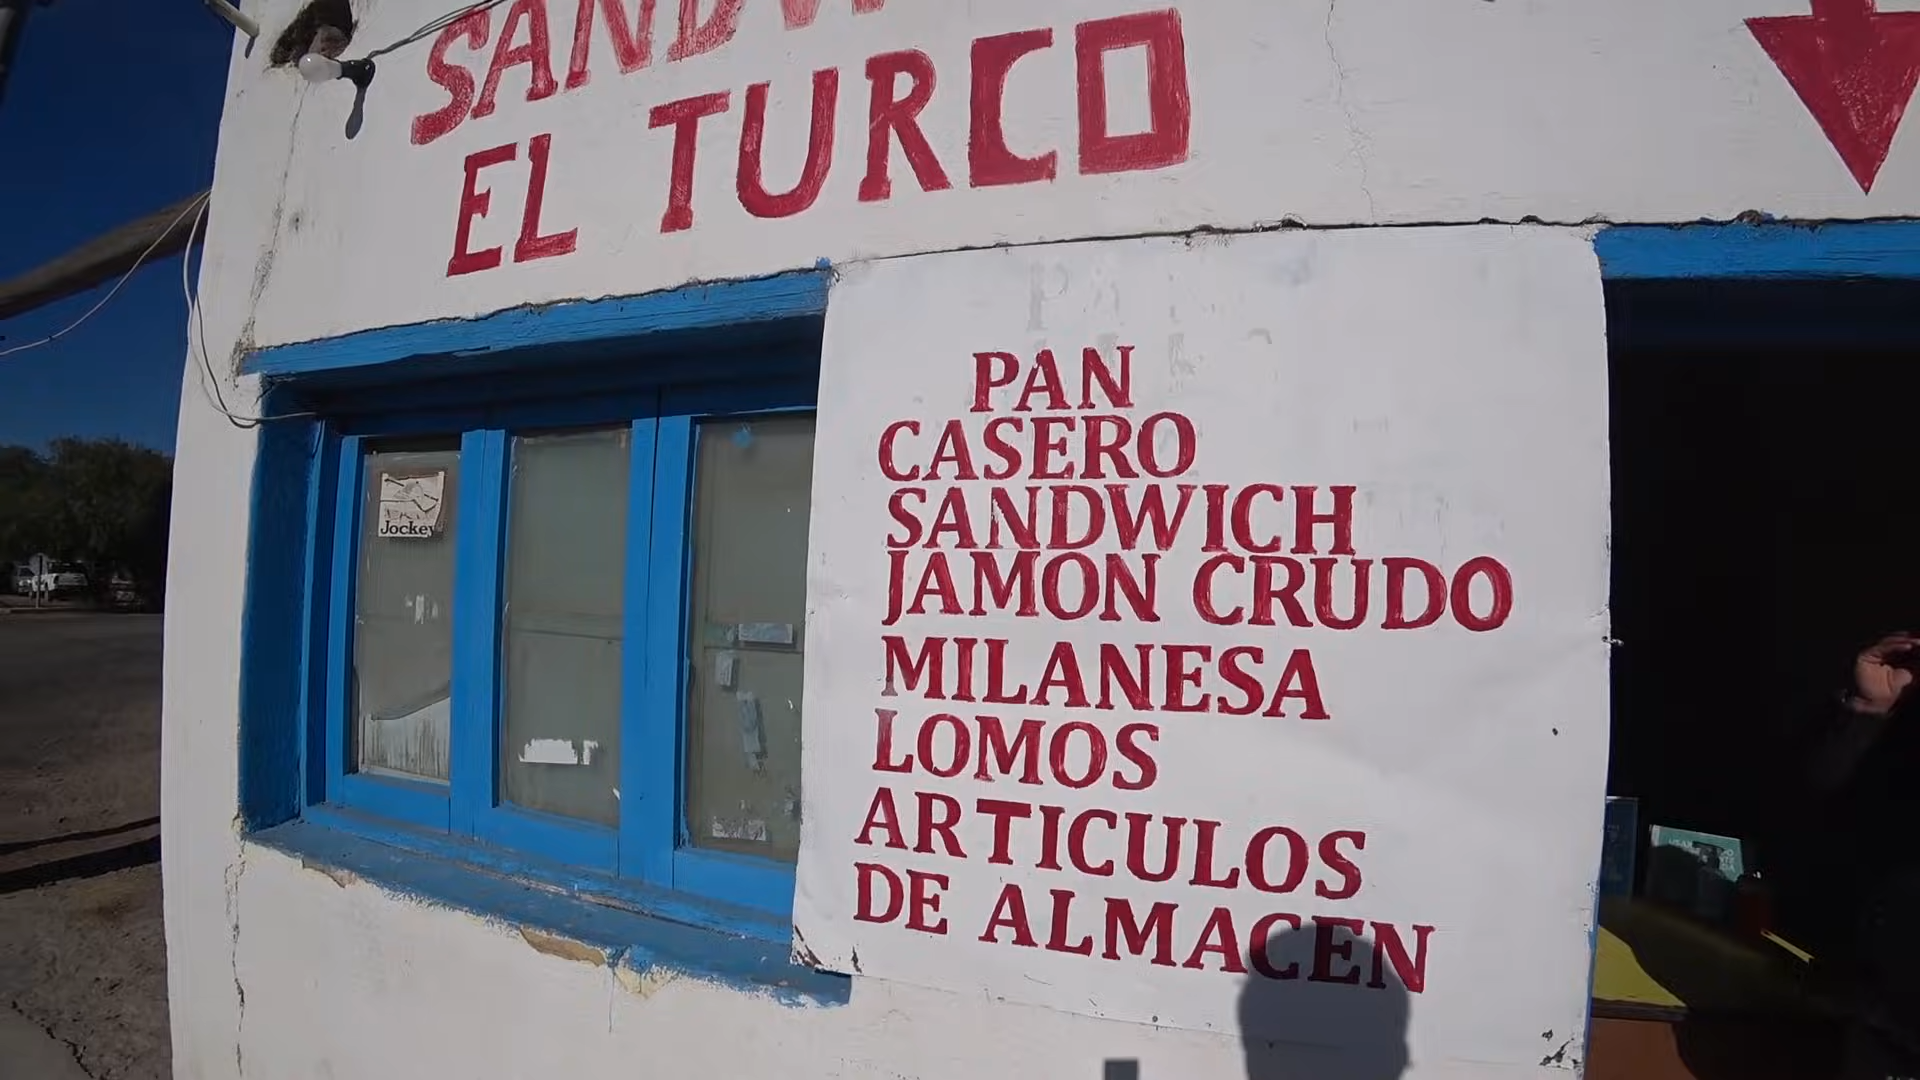 EL TURCO
PAN
CASERO
SANDWICH
JAMON CRUDO
MILANESA
LOMOS
ARTICULOS
DE ALMACEN
Jockey